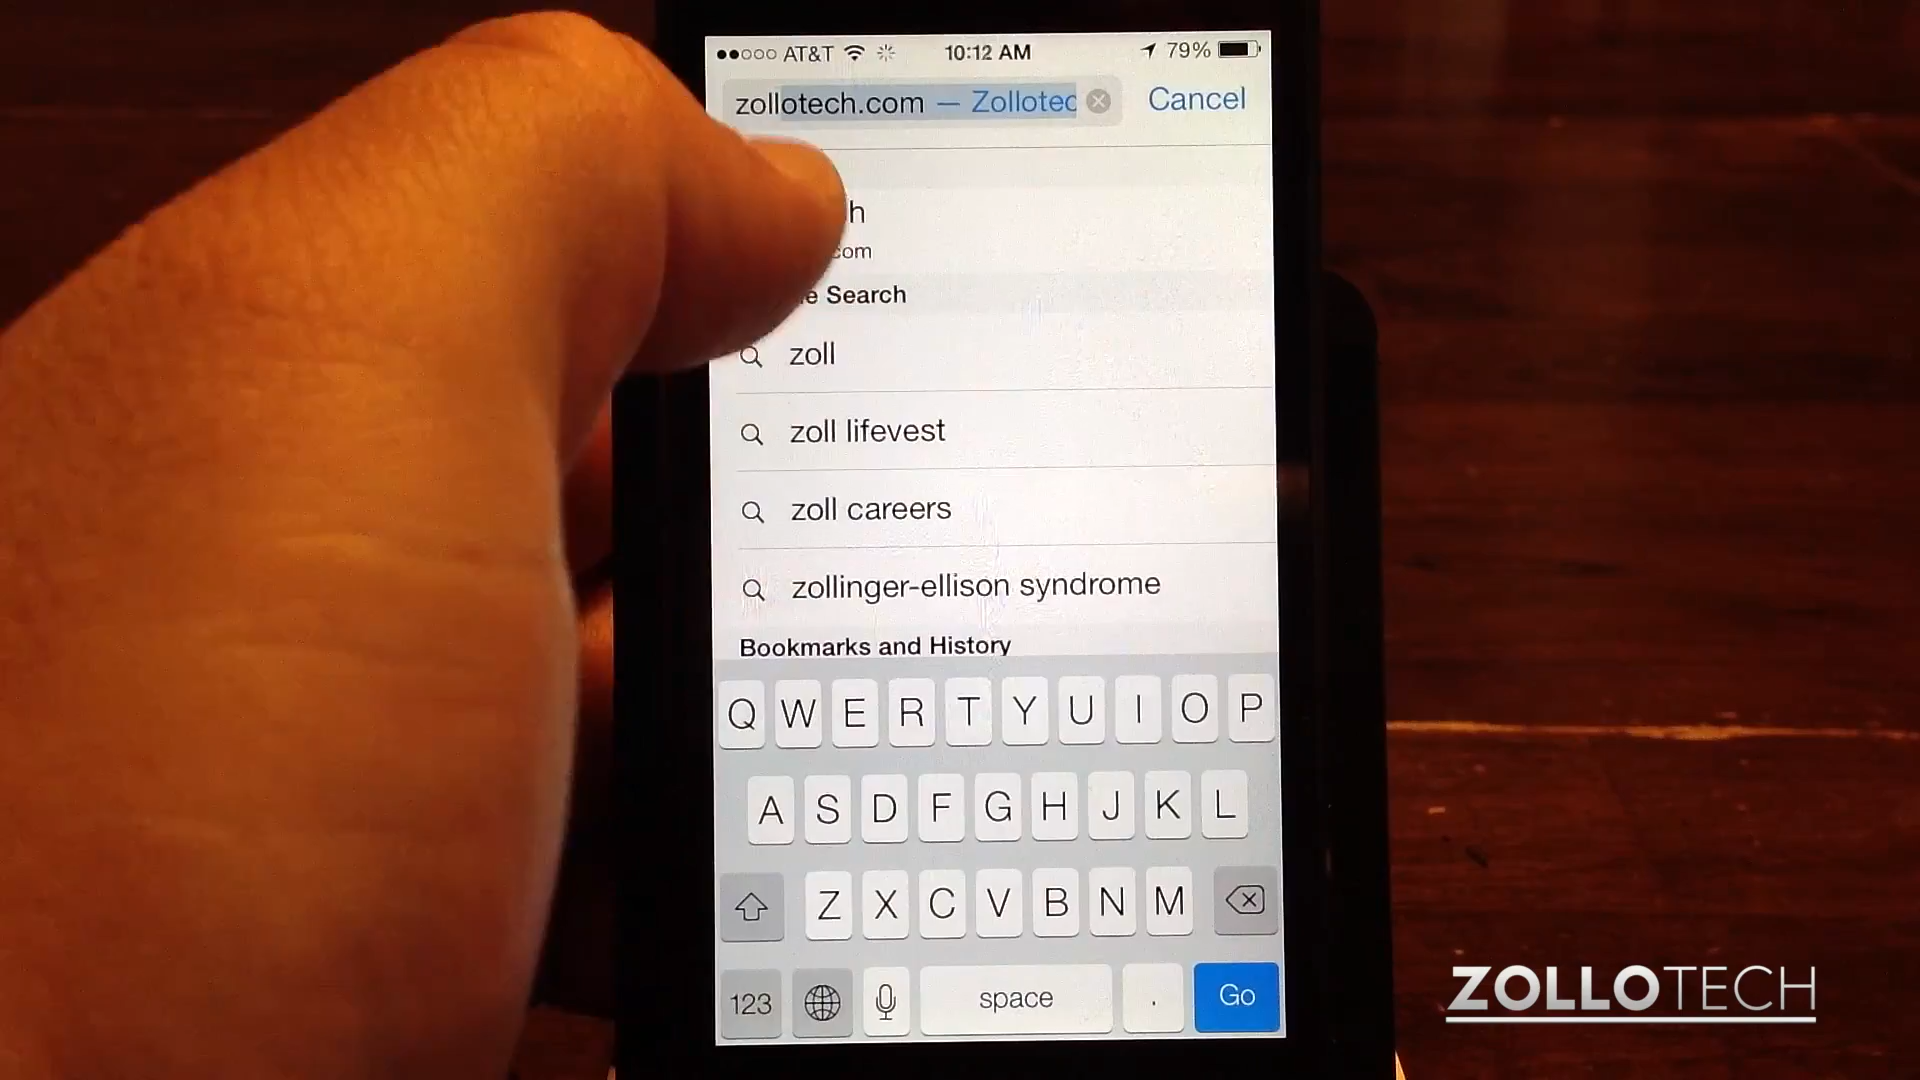 AT&T 10:12 AM 79%
zollotech.com — Zollotec Cancel
Search
zoll
zoll lifevest
zoll careers
zollinger-ellison syndrome
Bookmarks and History
Q W E R T Y U I O P
A S D F G H J K L
Z X C V B N M
123 space . Go
ZOLLOTECH